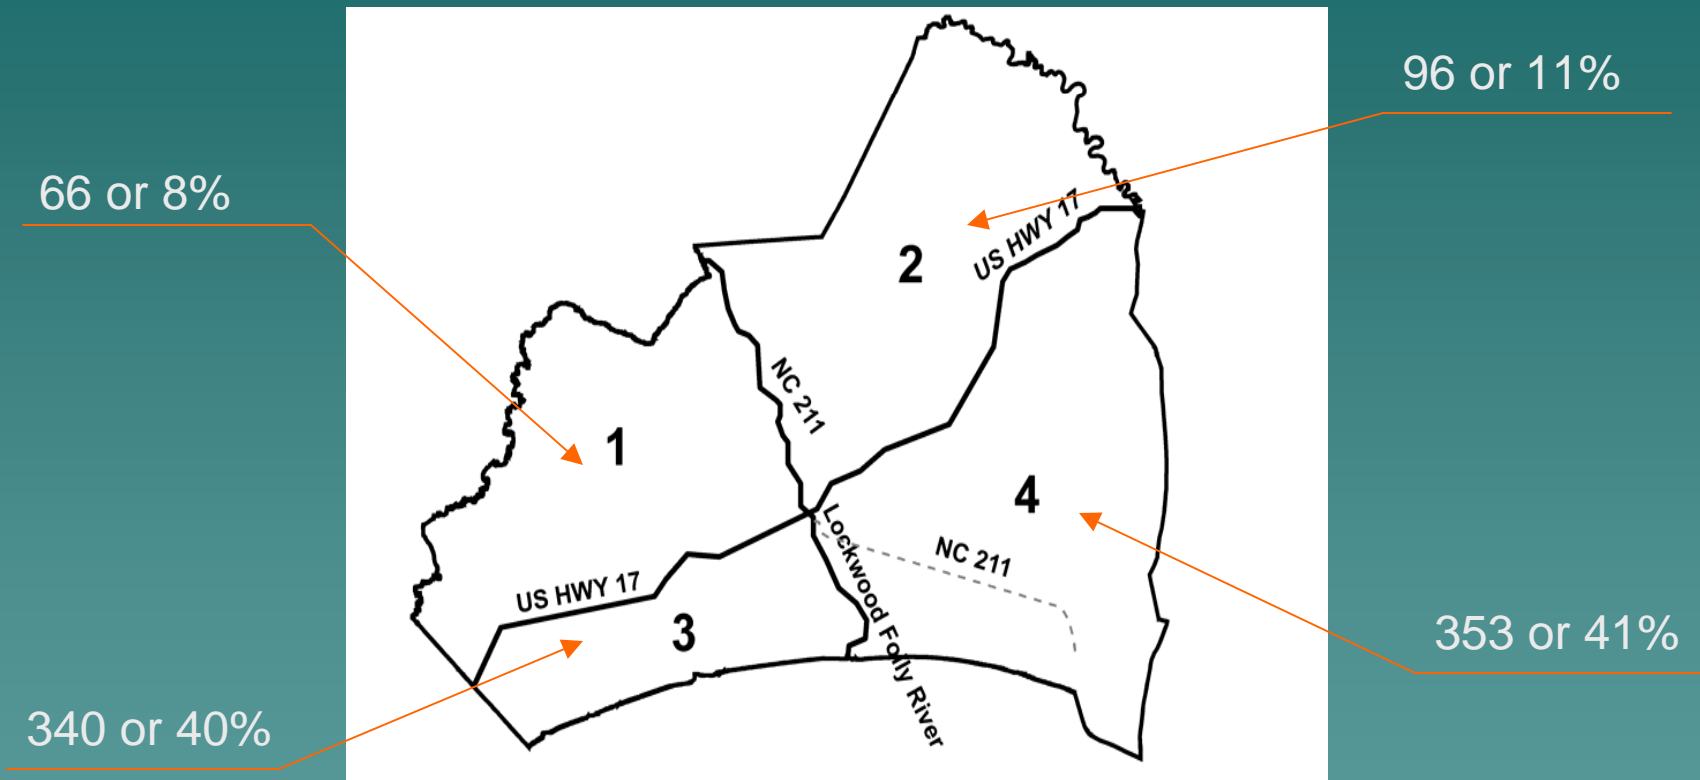 96 or 11%
66 or 8%
US HWY 17
2
NC 211
1
4
Lockwood Folly River
NC 211
US HWY 17
3
353 or 41%
340 or 40%